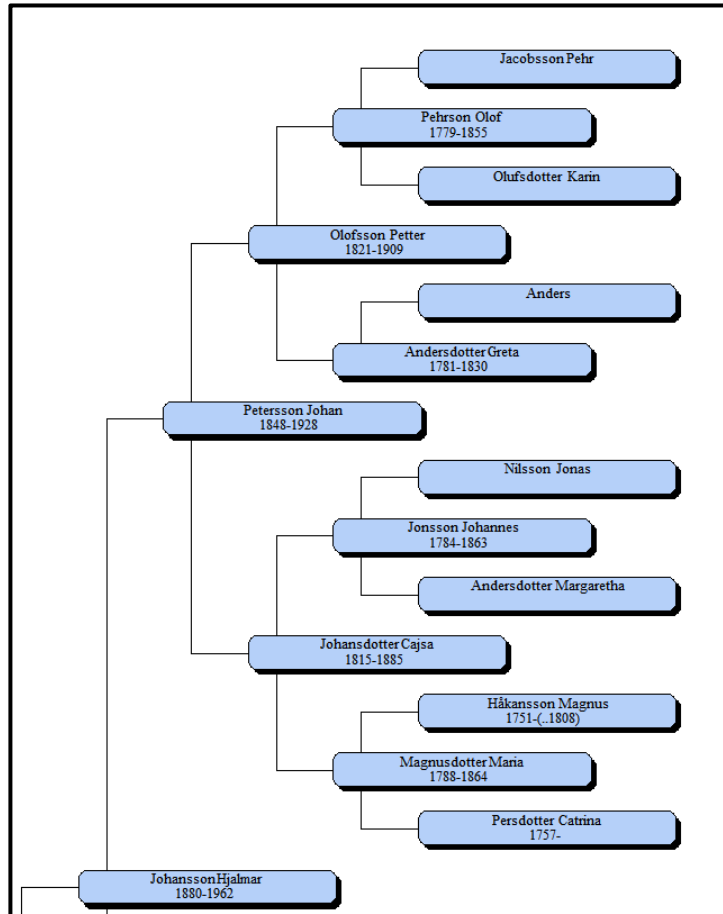 Jacobsson Pehr
Pehrson Olof
1779-1855
Olufsdotter Karin
Olofsson Petter
1821-1909
Anders
Andersdotter Greta
1781-1830
Petersson Johan
1848-1928
Nilsson Jonas
Jonsson Johannes
1784-1863
Andersdotter Margaretha
Johansdotter Cajsa
1815-1885
Håkansson Magnus
1751-(..1808)
Magnusdotter Maria
1788-1864
Persdotter Catrina
1757-
Johansson Hjalmar
1880-1962